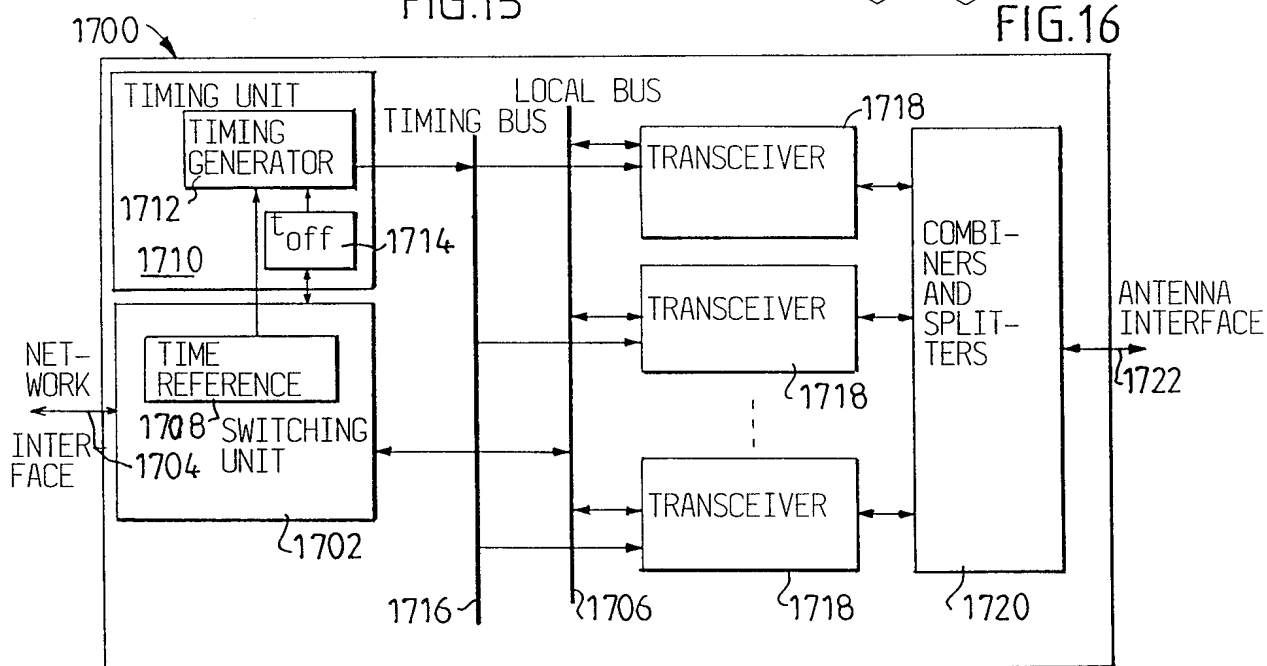 FIG.15
FIG.16
1700
TIMING UNIT
TIMING
GENERATOR
1712
toff
1714
1710
TIMING BUS
LOCAL BUS
TRANSCEIVER
1718
TRANSCEIVER
1718
TRANSCEIVER
1718
COMBI-
NERS
AND
SPLIT-
TERS
1720
ANTENNA
INTERFACE
1722
NET-
WORK
INTER-
FACE
1704
TIME
REFERENCE
1708
SWITCHING
UNIT
1702
1716
1706